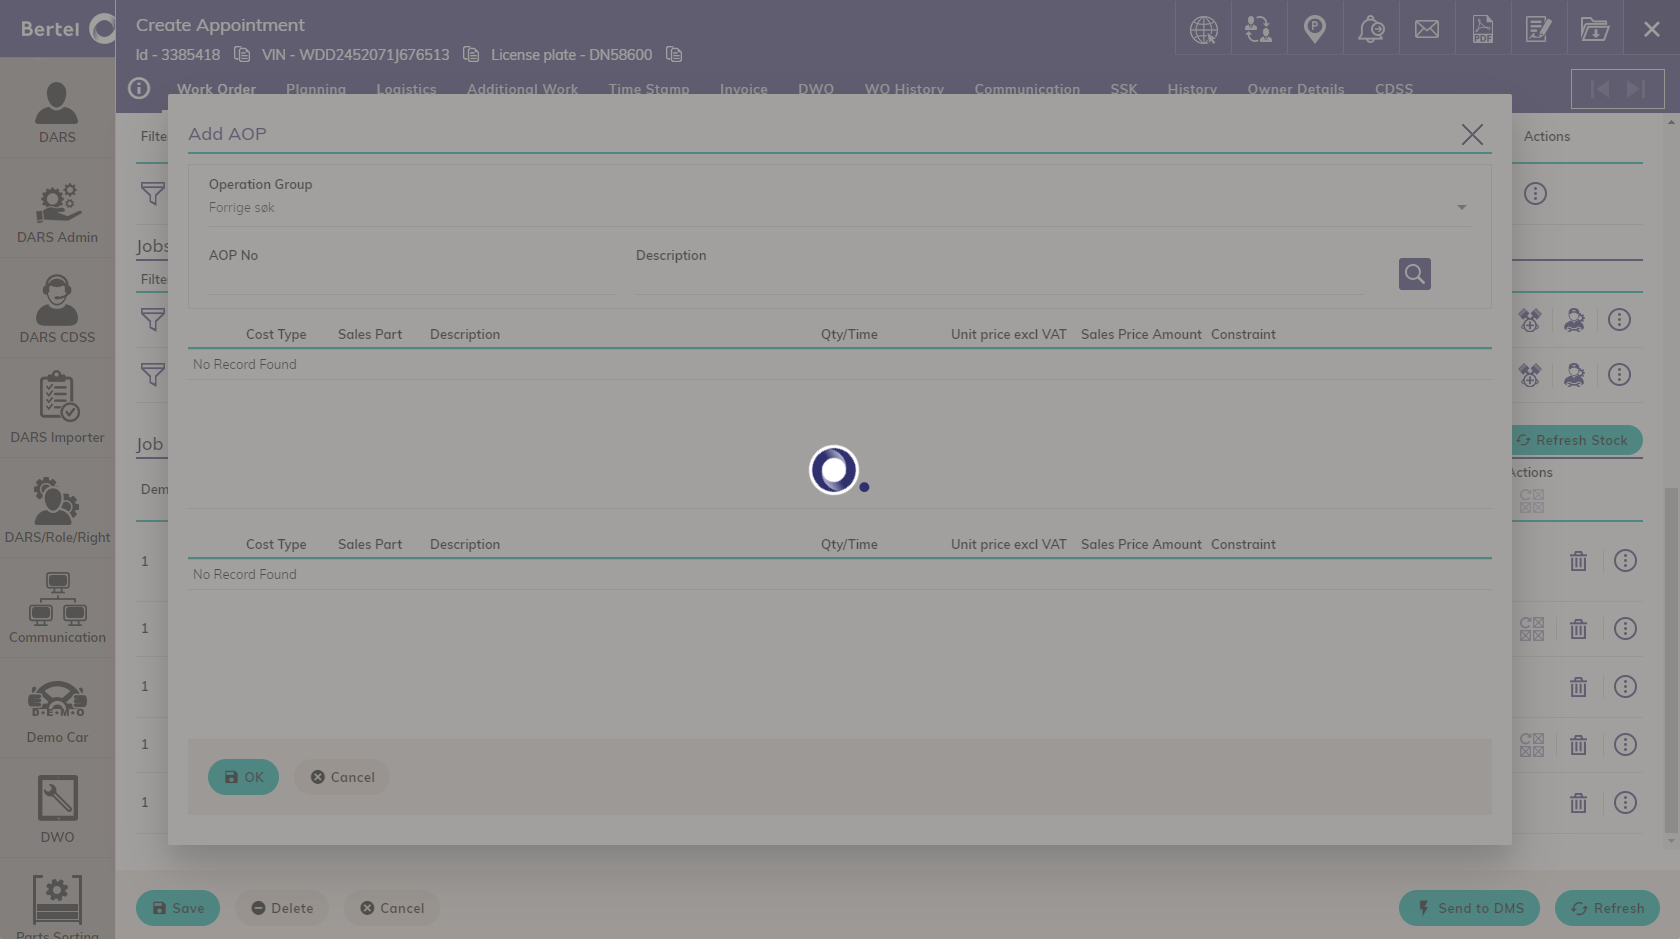 Bertel
Create Appointment
Id - 3385418 VIN - WDD2452071J676513 License plate - DN58600
Work Order Planning Logistics Additional Work Time Stamp Invoice DWO WO History Communication SSK History Owner Details CDSS
DARS
DARS Admin
DARS CDSS
DARS Importer
DARS/Role/Right
Communication
DEMO
Demo Car
DWO
Parts Sorting
PDF
Filte
Actions
Jobs
Filte
Job
Refresh Stock
Actions
Dem
1
1
1
1
1
Add AOP
Operation Group
Forrige søk
AOP No Description
Cost Type Sales Part Description Qty/Time Unit price excl VAT Sales Price Amount Constraint
No Record Found
Cost Type Sales Part Description Qty/Time Unit price excl VAT Sales Price Amount Constraint
No Record Found
OK Cancel
Save Delete Cancel Send to DMS Refresh